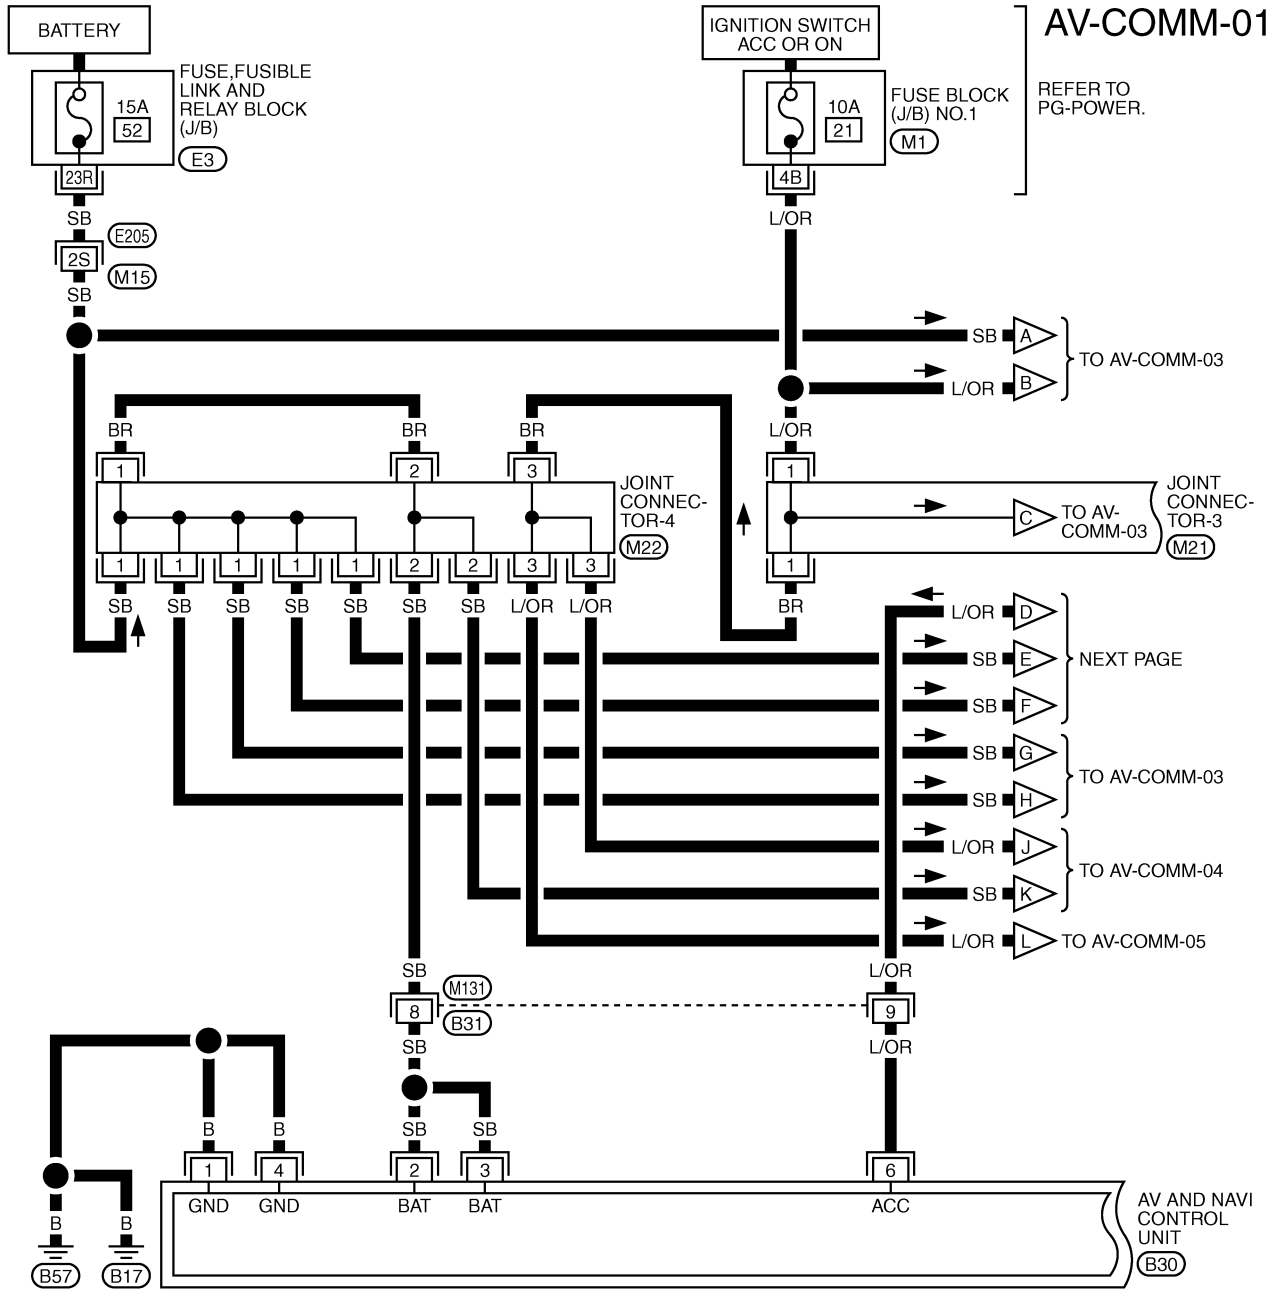 AV-COMM-01
BATTERY
IGNITION SWITCH
ACC OR ON
15A
52
FUSE,FUSIBLE
LINK AND
RELAY BLOCK
(J/B)
E3
10A
21
FUSE BLOCK
(J/B) NO.1
M1
REFER TO
PG-POWER.
23R
4B
SB
L/OR
E205
2S
M15
SB
SB
A
L/OR
B
TO AV-COMM-03
BR
BR
BR
L/OR
1
2
3
1
JOINT
CONNEC-
TOR-4
M22
C
TO AV-
COMM-03
JOINT
CONNEC-
TOR-3
M21
1
1
1
1
1
2
2
3
3
1
SB
SB
SB
SB
SB
SB
SB
L/OR
L/OR
BR
L/OR
D
SB
E
SB
F
NEXT PAGE
SB
G
SB
H
TO AV-COMM-03
L/OR
J
SB
K
TO AV-COMM-04
L/OR
L
TO AV-COMM-05
SB
L/OR
M131
8
9
B31
SB
L/OR
B
B
SB
SB
1
4
2
3
6
GND
GND
BAT
BAT
ACC
B
B
B57
B17
AV AND NAVI
CONTROL
UNIT
B30